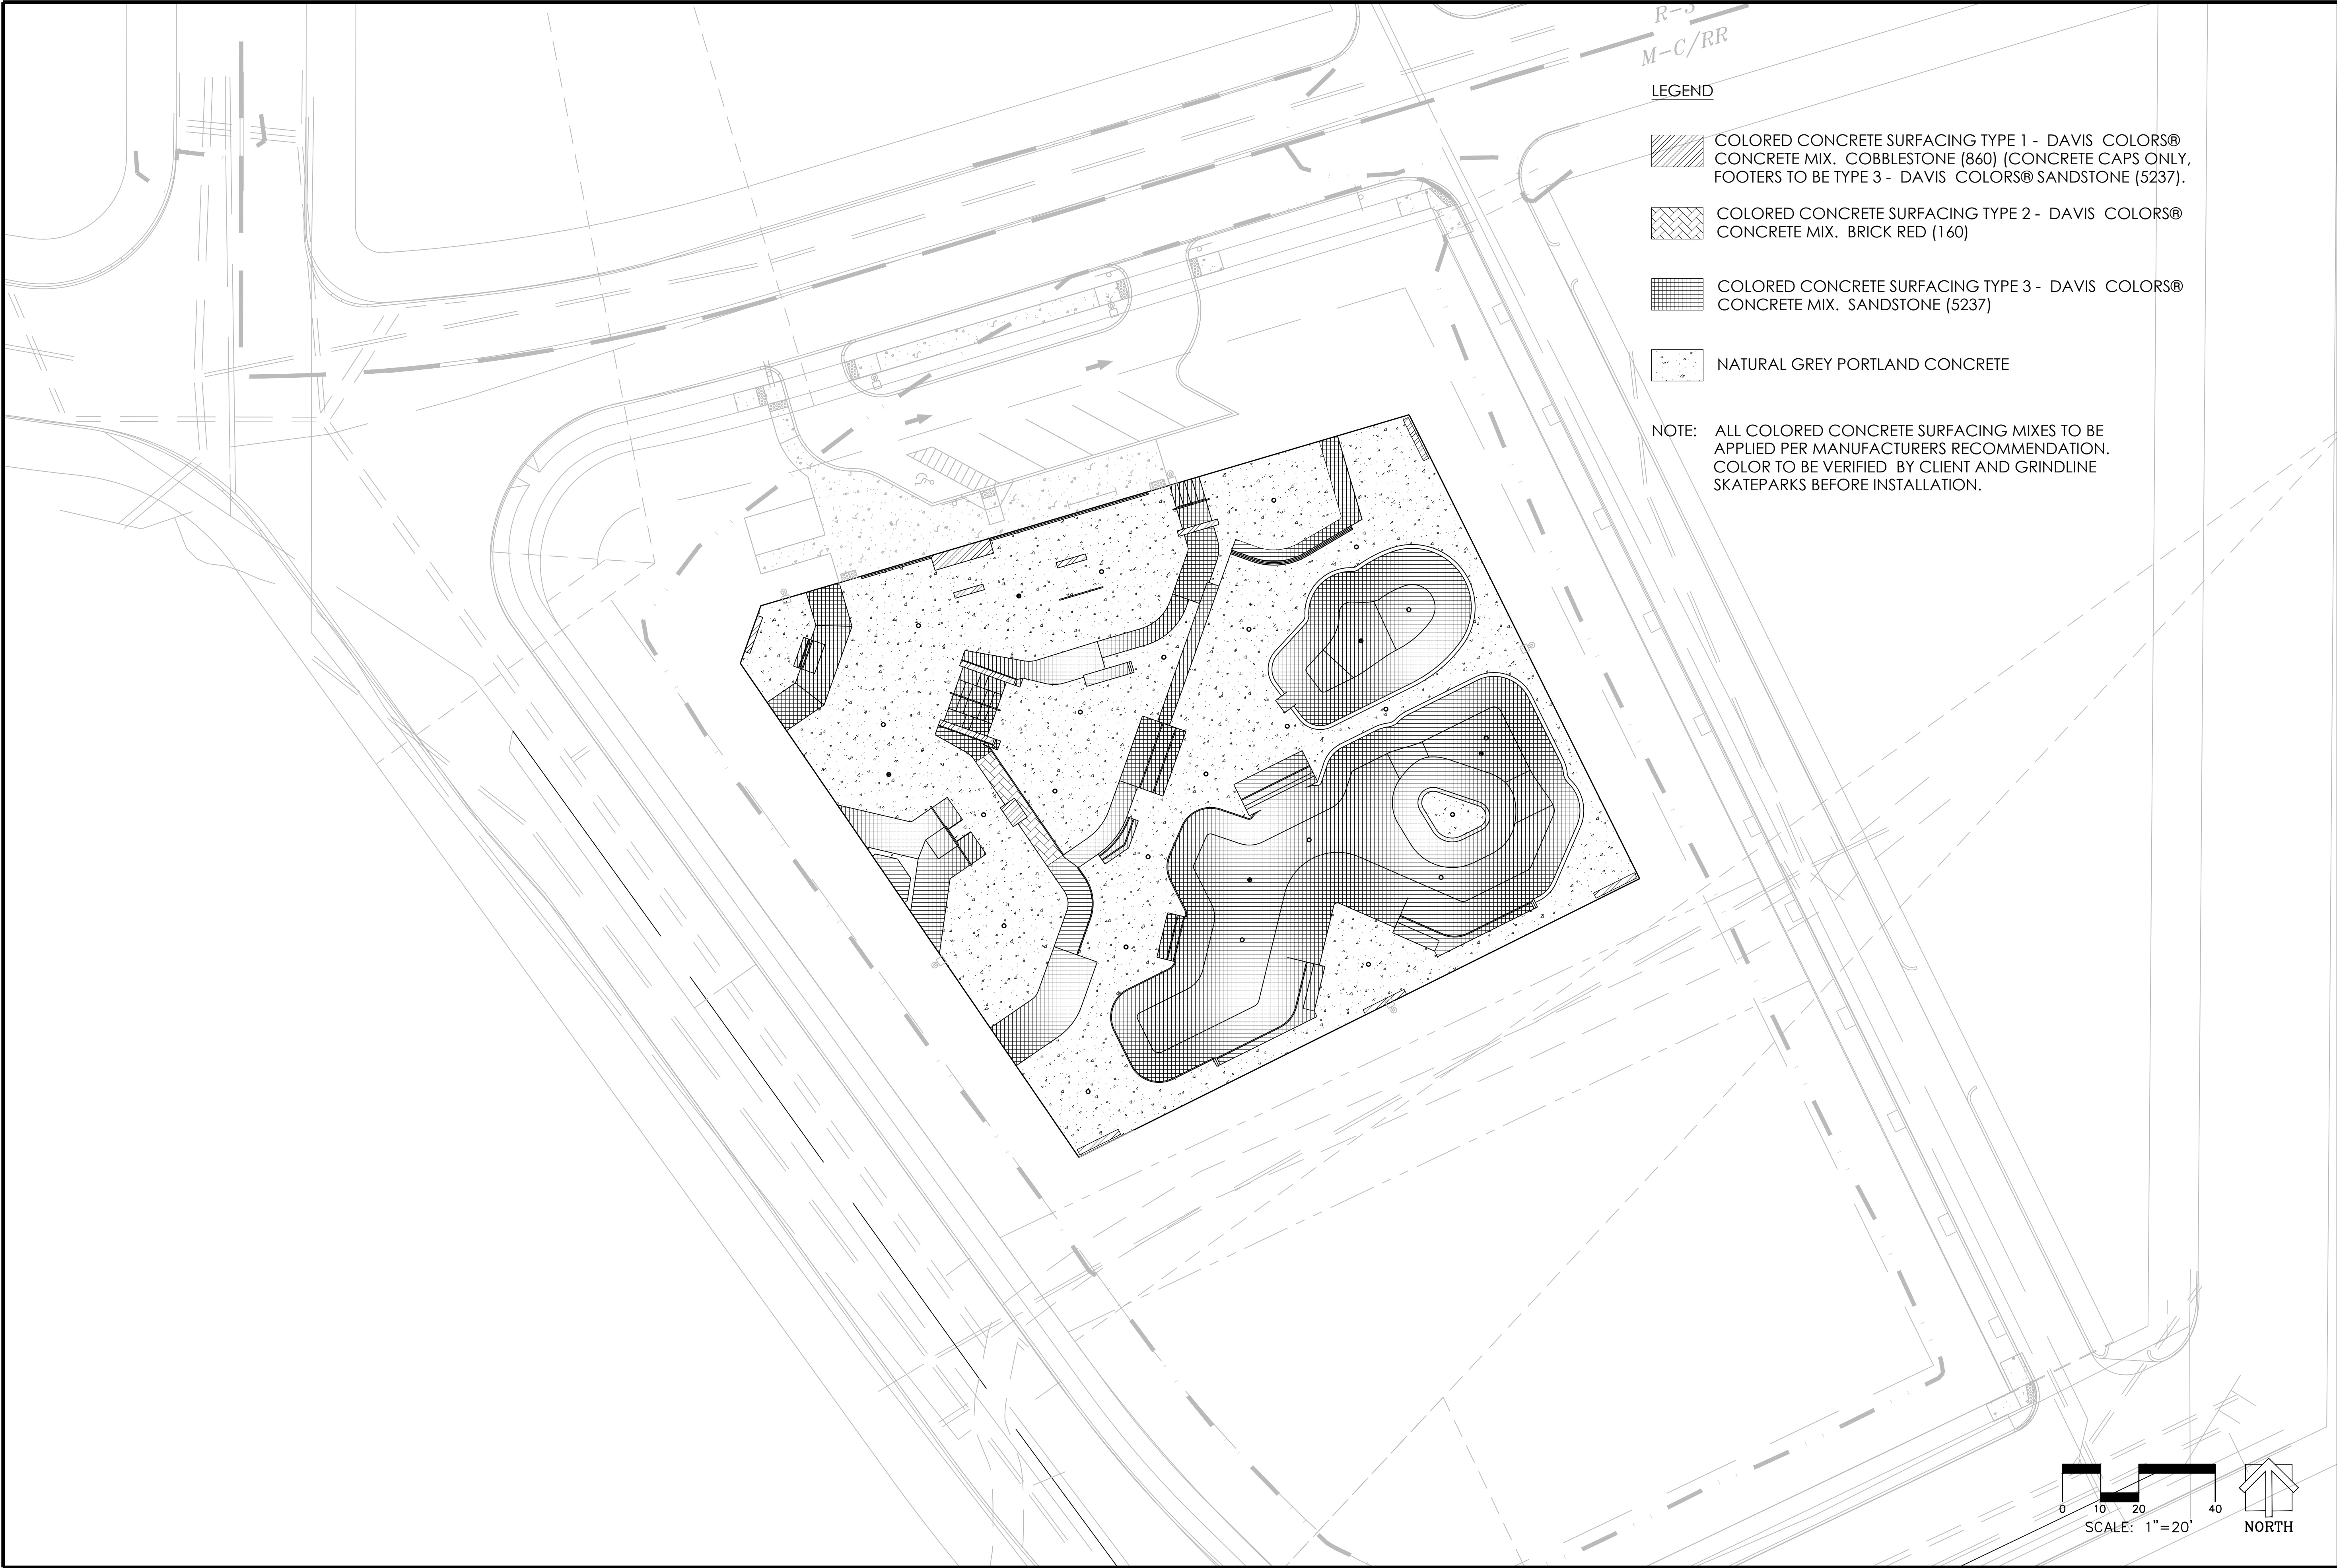 R-3
M-C/RR
LEGEND
COLORED CONCRETE SURFACING TYPE 1 - DAVIS COLORS®
CONCRETE MIX. COBBLESTONE (860) (CONCRETE CAPS ONLY,
FOOTERS TO BE TYPE 3 - DAVIS COLORS® SANDSTONE (5237).
COLORED CONCRETE SURFACING TYPE 2 - DAVIS COLORS®
CONCRETE MIX. BRICK RED (160)
COLORED CONCRETE SURFACING TYPE 3 - DAVIS COLORS®
CONCRETE MIX. SANDSTONE (5237)
NATURAL GREY PORTLAND CONCRETE
NOTE: ALL COLORED CONCRETE SURFACING MIXES TO BE
APPLIED PER MANUFACTURERS RECOMMENDATION.
COLOR TO BE VERIFIED BY CLIENT AND GRINDLINE
SKATEPARKS BEFORE INSTALLATION.
0 10 20 40
SCALE: 1"=20'
NORTH